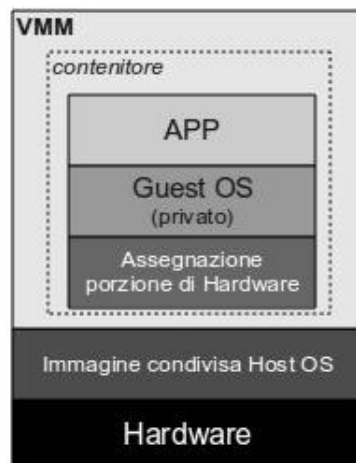 VMM
contenitore
APP
Guest OS
(privato)
Assegnazione
porzione di Hardware
Immagine condivisa Host OS
Hardware